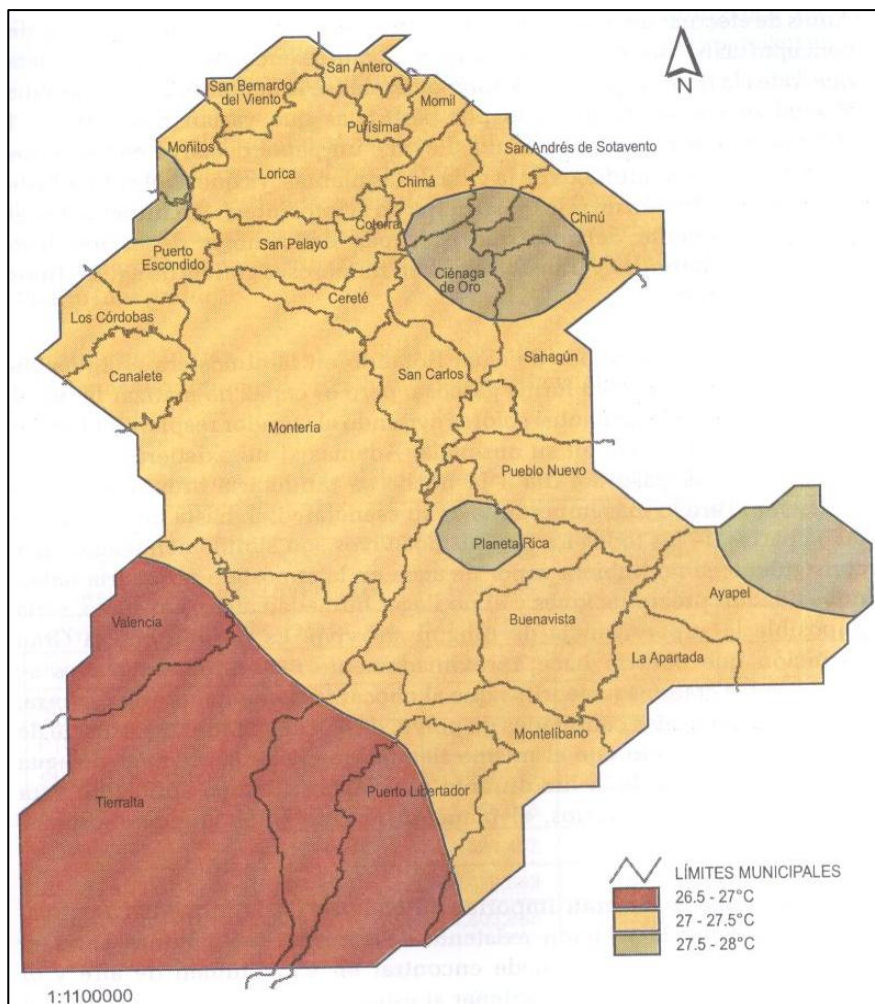 San Antero
San Bernardo
del Viento
Momil
Purísima
Moñitos
San Andrés de Sotavento
Lorica
Chimá
Cotorra
Chinú
San Pelayo
Puerto
Escondido
Ciénaga
de Oro
Cereté
Los Córdobas
Sahagún
Canalete
San Carlos
Montería
Pueblo Nuevo
Planeta Rica
Ayapel
Valencia
Buenavista
La Apartada
Montelíbano
Tierralta
Puerto Libertador
N
LÍMITES MUNICIPALES
26.5 - 27°C
27 - 27.5°C
27.5 - 28°C
1:1100000